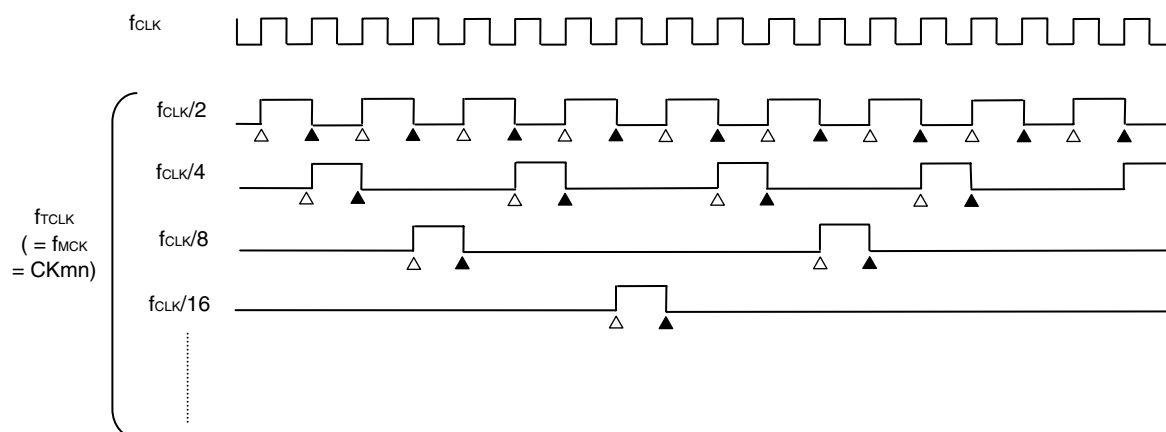 fCLK
fCLK/2
fCLK/4
fTCLK
( = fMCK
= CKmn)
fCLK/8
fCLK/16